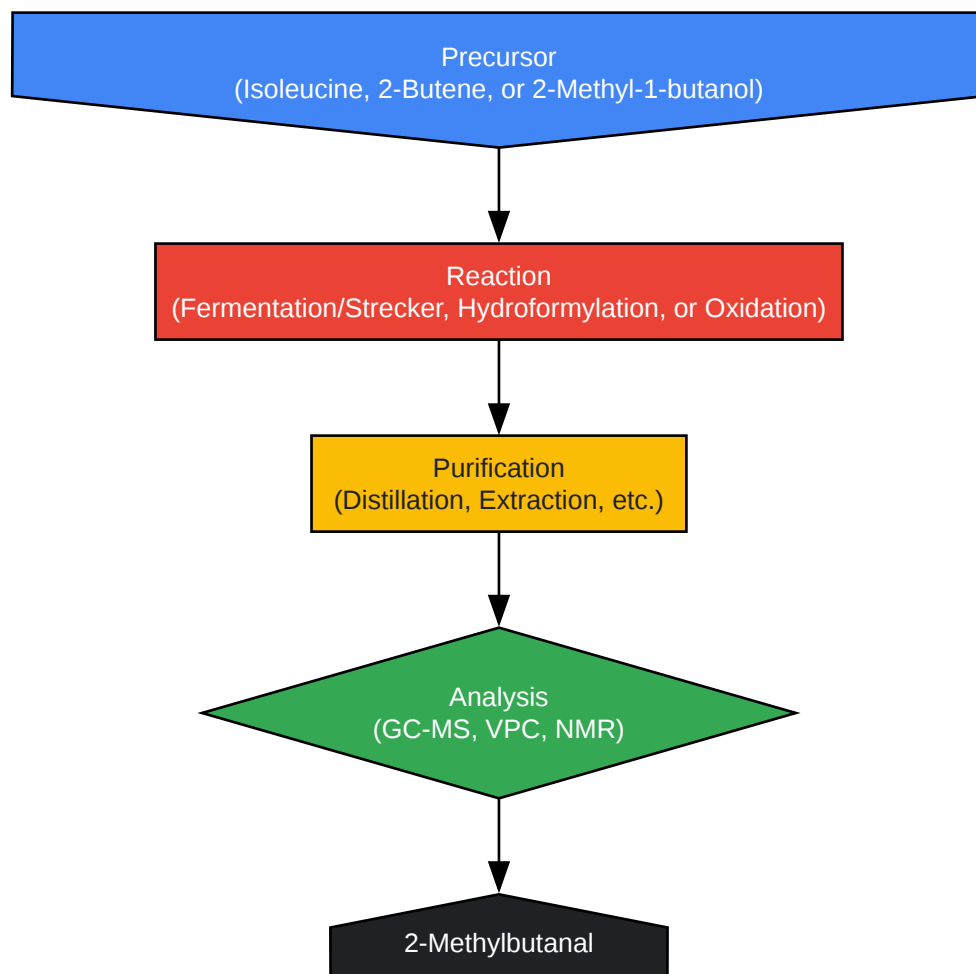 Precursor
(Isoleucine, 2-Butene, or 2-Methyl-1-butanol)
Reaction
(Fermentation/Strecker, Hydroformylation, or Oxidation)
Purification
(Distillation, Extraction, etc.)
Analysis
(GC-MS, VPC, NMR)
2-Methylbutanal